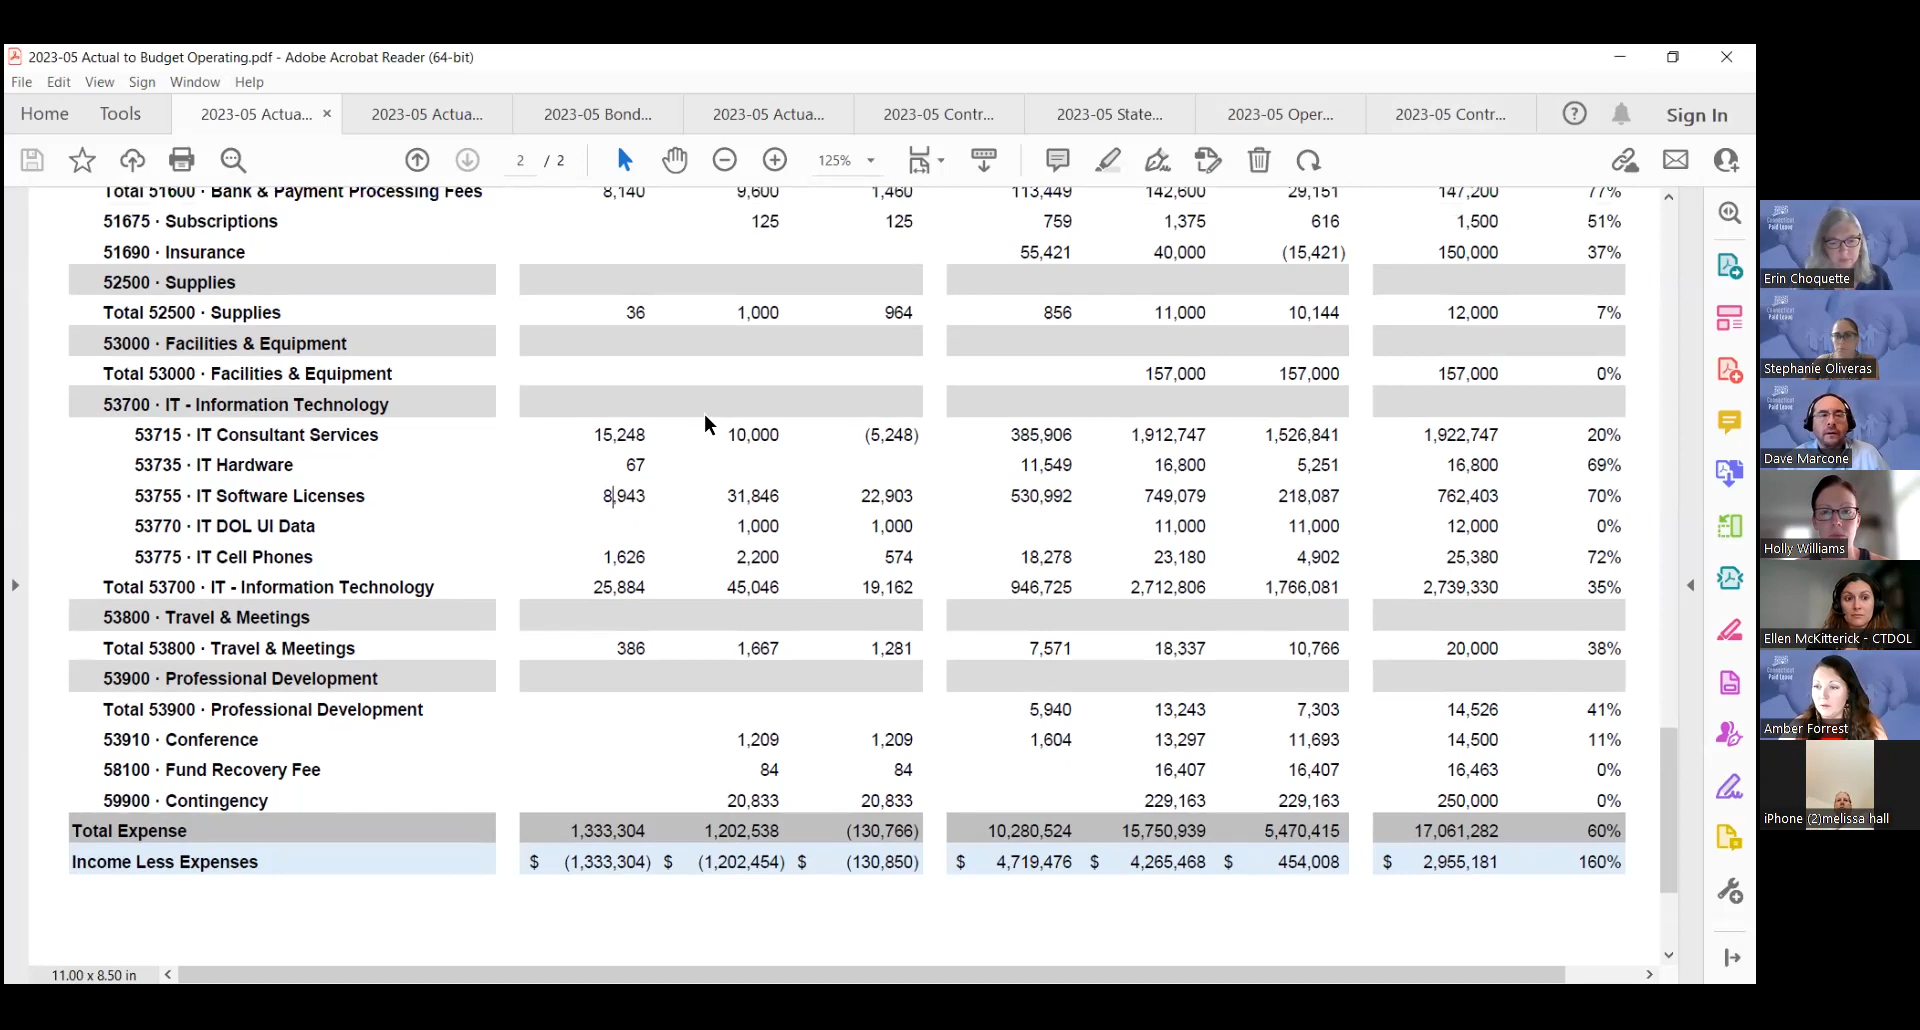 2023-05 Actual to Budget Operating.pdf - Adobe Acrobat Reader (64-bit)
File Edit View Sign Window Help
Home Tools 2023-05 Actua... × 2023-05 Actua... 2023-05 Bond... 2023-05 Actua... 2023-05 Contr... 2023-05 State... 2023-05 Oper... 2023-05 Contr... Sign In
2 / 2 125%
Total 51600 · Bank & Payment Processing Fees 8,140 9,600 1,460 113,449 142,600 29,151 147,200 77%
51675 · Subscriptions 125 125 759 1,375 616 1,500 51%
51690 · Insurance 55,421 40,000 (15,421) 150,000 37%
52500 · Supplies
Total 52500 · Supplies 36 1,000 964 856 11,000 10,144 12,000 7%
53000 · Facilities & Equipment
Total 53000 · Facilities & Equipment 157,000 157,000 157,000 0%
53700 · IT - Information Technology
53715 · IT Consultant Services 15,248 10,000 (5,248) 385,906 1,912,747 1,526,841 1,922,747 20%
53735 · IT Hardware 67 11,549 16,800 5,251 16,800 69%
53755 · IT Software Licenses 8,943 31,846 22,903 530,992 749,079 218,087 762,403 70%
53770 · IT DOL UI Data 1,000 1,000 11,000 11,000 12,000 0%
53775 · IT Cell Phones 1,626 2,200 574 18,278 23,180 4,902 25,380 72%
Total 53700 · IT - Information Technology 25,884 45,046 19,162 946,725 2,712,806 1,766,081 2,739,330 35%
53800 · Travel & Meetings
Total 53800 · Travel & Meetings 386 1,667 1,281 7,571 18,337 10,766 20,000 38%
53900 · Professional Development
Total 53900 · Professional Development 5,940 13,243 7,303 14,526 41%
53910 · Conference 1,209 1,209 1,604 13,297 11,693 14,500 11%
58100 · Fund Recovery Fee 84 84 16,407 16,407 16,463 0%
59900 · Contingency 20,833 20,833 229,163 229,163 250,000 0%
Total Expense 1,333,304 1,202,538 (130,766) 10,280,524 15,750,939 5,470,415 17,061,282 60%
Income Less Expenses $ (1,333,304) $ (1,202,454) $ (130,850) $ 4,719,476 $ 4,265,468 $ 454,008 $ 2,955,181 160%
11.00 x 8.50 in
Connecticut
Paid Leave
Erin Choquette
Connecticut
Paid Leave
Stephanie Oliveras
Connecticut
Paid Leave
Dave Marcone
Holly Williams
Ellen McKitterick - CTDOL
Connecticut
Paid Leave
Amber Forrest
iPhone (2)melissa hall